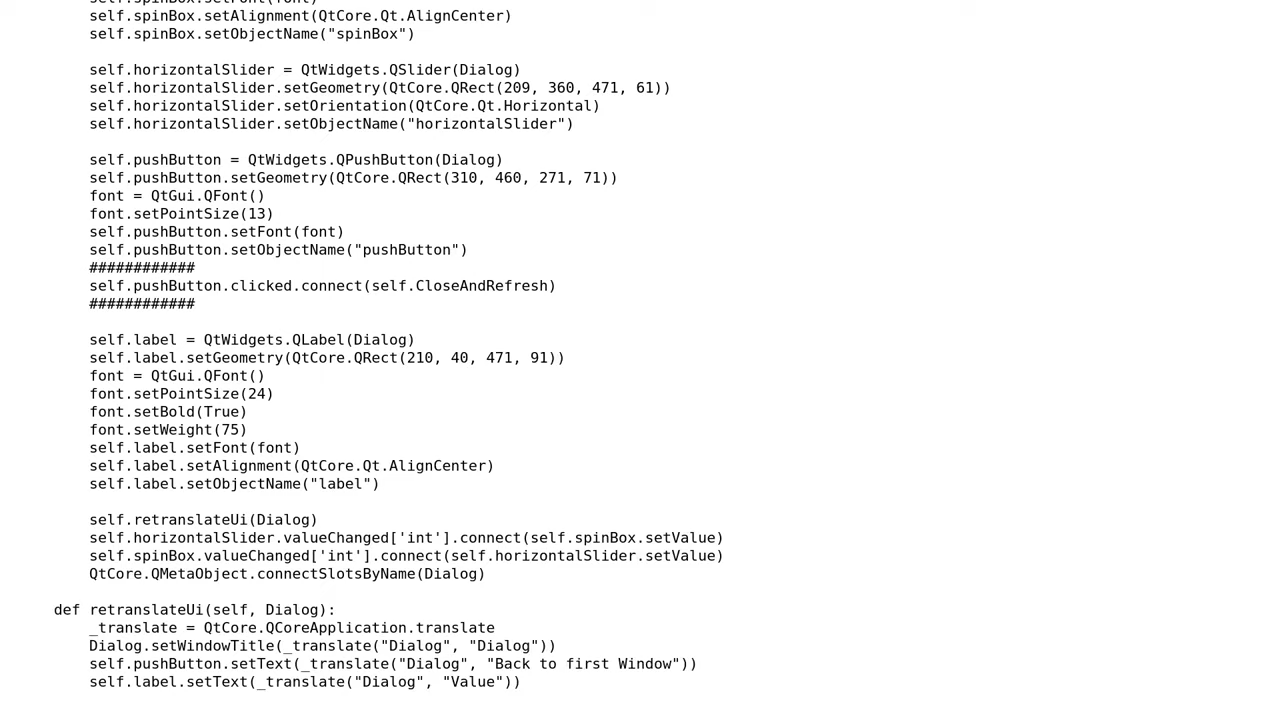 self.spinBox.setFont(font)
self.spinBox.setAlignment(QtCore.Qt.AlignCenter)
self.spinBox.setObjectName("spinBox")
self.horizontalSlider = QtWidgets.QSlider(Dialog)
self.horizontalSlider.setGeometry(QtCore.QRect(209, 360, 471, 61))
self.horizontalSlider.setOrientation(QtCore.Qt.Horizontal)
self.horizontalSlider.setObjectName("horizontalSlider")
self.pushButton = QtWidgets.QPushButton(Dialog)
self.pushButton.setGeometry(QtCore.QRect(310, 460, 271, 71))
font = QtGui.QFont()
font.setPointSize(13)
self.pushButton.setFont(font)
self.pushButton.setObjectName("pushButton")
############
self.pushButton.clicked.connect(self.CloseAndRefresh)
############
self.label = QtWidgets.QLabel(Dialog)
self.label.setGeometry(QtCore.QRect(210, 40, 471, 91))
font = QtGui.QFont()
font.setPointSize(24)
font.setBold(True)
font.setWeight(75)
self.label.setFont(font)
self.label.setAlignment(QtCore.Qt.AlignCenter)
self.label.setObjectName("label")
self.retranslateUi(Dialog)
self.horizontalSlider.valueChanged['int'].connect(self.spinBox.setValue)
self.spinBox.valueChanged['int'].connect(self.horizontalSlider.setValue)
QtCore.QMetaObject.connectSlotsByName(Dialog)
def retranslateUi(self, Dialog):
_translate = QtCore.QCoreApplication.translate
Dialog.setWindowTitle(_translate("Dialog", "Dialog"))
self.pushButton.setText(_translate("Dialog", "Back to first Window"))
self.label.setText(_translate("Dialog", "Value"))